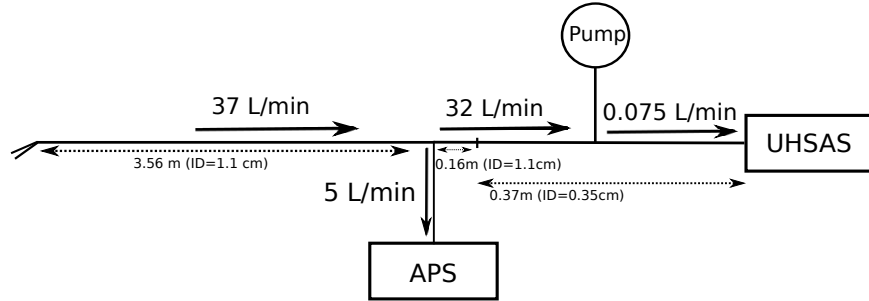 Pump
37 L/min
32 L/min
0.075 L/min
UHSAS
3.56 m (ID=1.1 cm)
0.16m (ID=1.1cm)
5 L/min
0.37m (ID=0.35cm)
APS